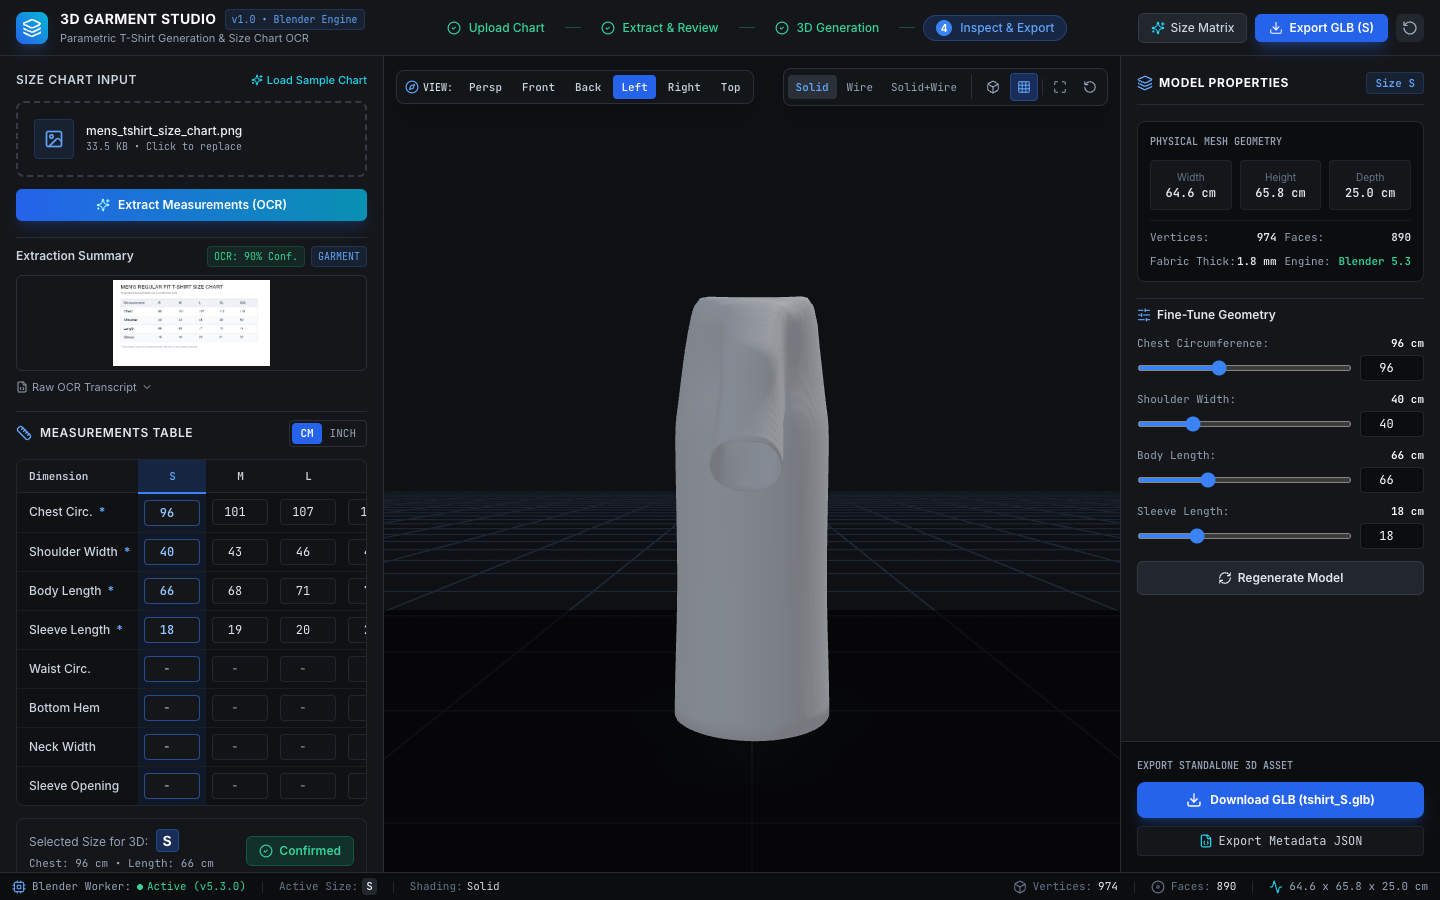 3D GARMENT STUDIO v1.0 • Blender Engine
Parametric T-Shirt Generation & Size Chart OCR
Upload Chart Extract & Review 3D Generation 4 Inspect & Export
Size Matrix Export GLB (S)
SIZE CHART INPUT Load Sample Chart
mens_tshirt_size_chart.png
33.5 KB • Click to replace
Extract Measurements (OCR)
Extraction Summary OCR: 90% Conf. GARMENT
MEN'S REGULAR FIT T-SHIRT SIZE CHART
Raw OCR Transcript
MEASUREMENTS TABLE CM INCH
Dimension S M L
Chest Circ. * 96 101 107 1
Shoulder Width * 40 43 46
Body Length * 66 68 71
Sleeve Length * 18 19 20
Waist Circ. - - -
Bottom Hem - - -
Neck Width - - -
Sleeve Opening - - -
Selected Size for 3D: S
Chest: 96 cm • Length: 66 cm
Confirmed
VIEW: Persp Front Back Left Right Top
Solid Wire Solid+Wire
MODEL PROPERTIES Size S
PHYSICAL MESH GEOMETRY
Width Height Depth
64.6 cm 65.8 cm 25.0 cm
Vertices: 974 Faces: 890
Fabric Thick: 1.8 mm Engine: Blender 5.3
Fine-Tune Geometry
Chest Circumference: 96 cm
96
Shoulder Width: 40 cm
40
Body Length: 66 cm
66
Sleeve Length: 18 cm
18
Regenerate Model
EXPORT STANDALONE 3D ASSET
Download GLB (tshirt_S.glb)
Export Metadata JSON
Blender Worker: Active (v5.3.0) Active Size: S Shading: Solid Vertices: 974 Faces: 890 64.6 x 65.8 x 25.0 cm